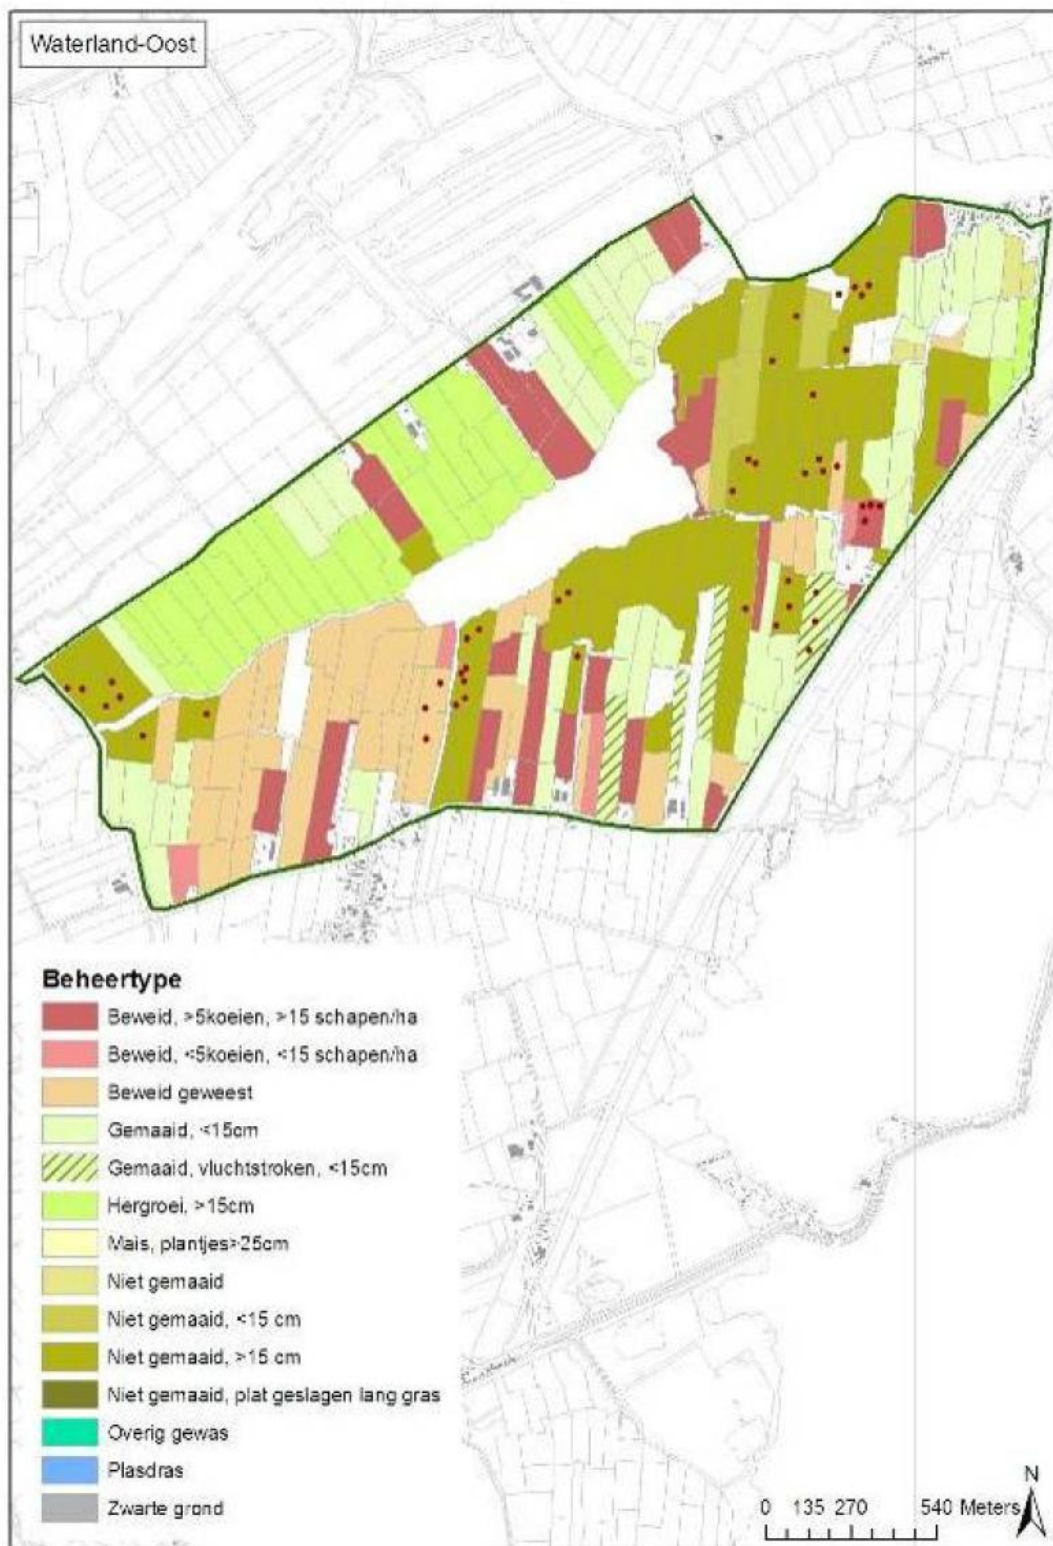 Waterland-Oost
Beheertype
Beweid, >5koeien, >15 schapen/ha
Beweid, <5koeien, <15 schapen/ha
Beweid geweest
Gemaaid, <15cm
Gemaaid, vluchtstroken, <15cm
Hergroei, >15cm
Mais, plantjes>25cm
Niet gemaaid
Niet gemaaid, <15 cm
Niet gemaaid, >15 cm
Niet gemaaid, plat geslagen lang gras
Overig gewas
Plasdras
Zwarte grond
N
0 135 270 540 Meters